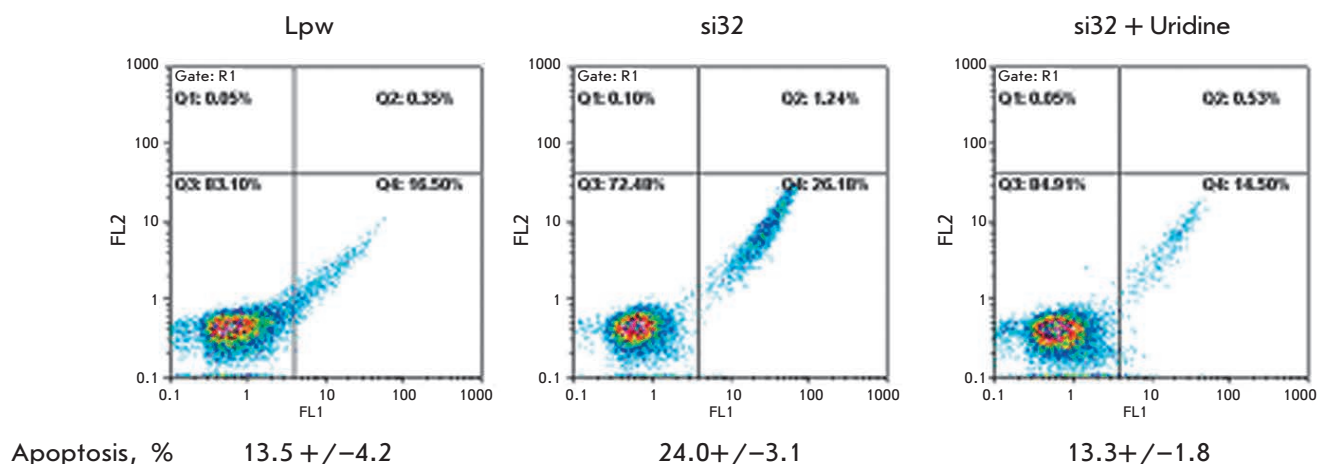 Lpw
Gate: R1
Q1: 0.05%
Q2: 0.35%
Q3: 83.10%
Q4: 16.50%
1000
100
10
1
0.1
FL2
0.1 1 10 100 1000
FL1
si32
Gate: R1
Q1: 0.10%
Q2: 1.24%
Q3: 72.48%
Q4: 26.18%
1000
100
10
1
0.1
FL2
0.1 1 10 100 1000
FL1
si32 + Uridine
Gate: R1
Q1: 0.05%
Q2: 0.53%
Q3: 84.91%
Q4: 14.50%
1000
100
10
1
0.1
FL2
0.1 1 10 100 1000
FL1
Apoptosis, % 13.5 +/−4.2 24.0+/−3.1 13.3+/−1.8